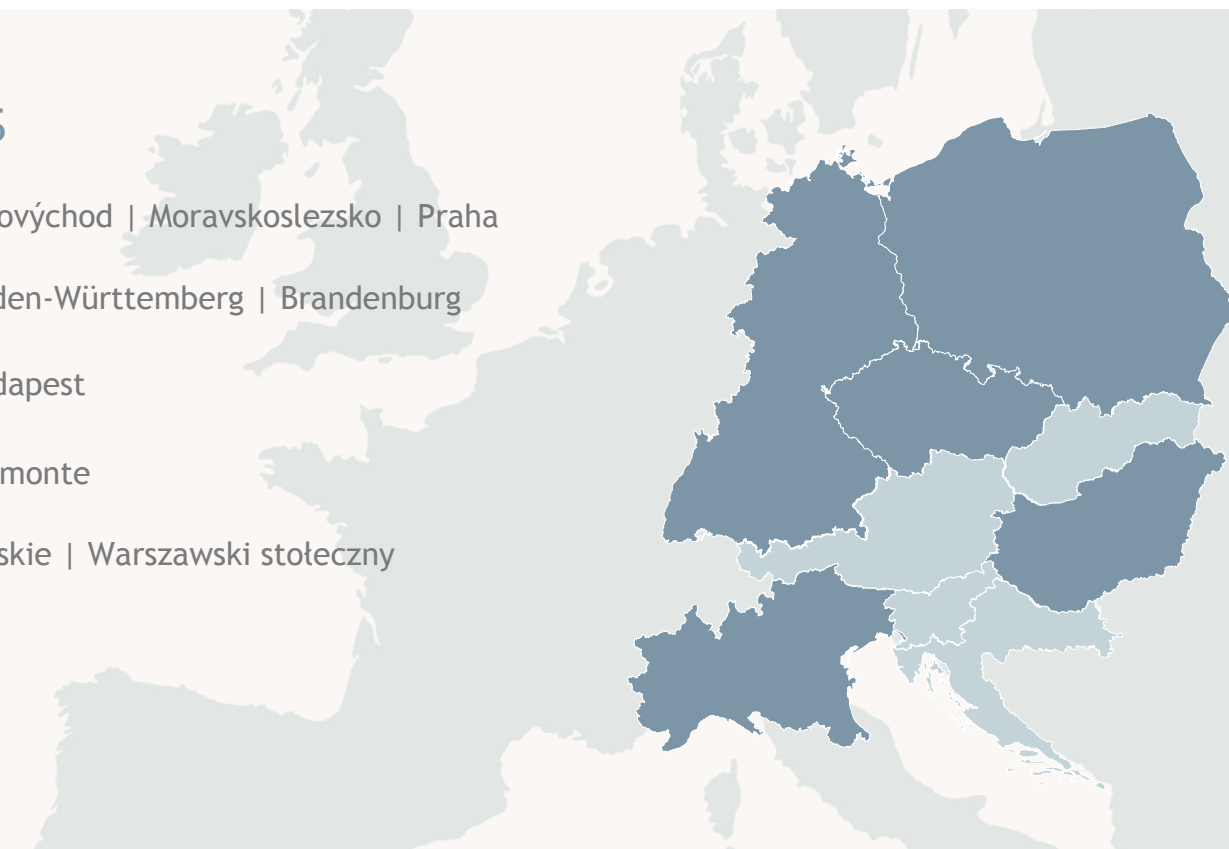 S
ovýchod | Moravskoslezsko | Praha
den-Württemberg | Brandenburg
dapest
monte
skie | Warszawski stołeczny